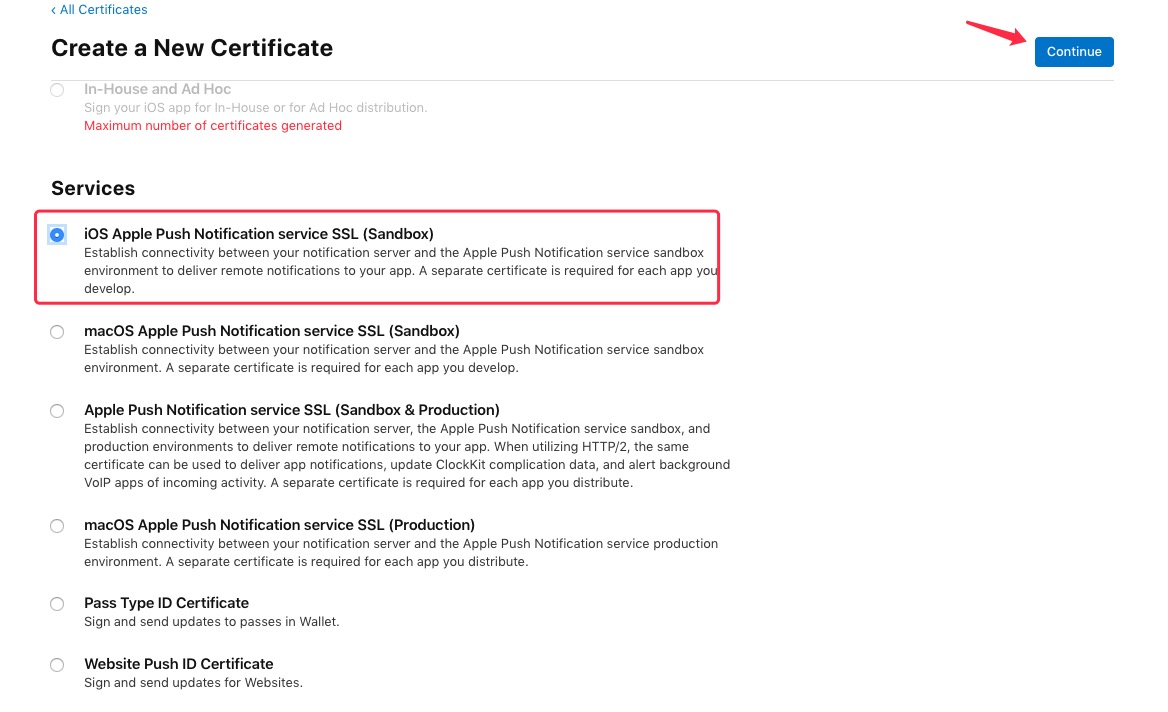 ‹ All Certificates
Create a New Certificate
Continue
In-House and Ad Hoc
Sign your iOS app for In-House or for Ad Hoc distribution.
Maximum number of certificates generated
Services
iOS Apple Push Notification service SSL (Sandbox)
Establish connectivity between your notification server and the Apple Push Notification service sandbox
environment to deliver remote notifications to your app. A separate certificate is required for each app you
develop.
macOS Apple Push Notification service SSL (Sandbox)
Establish connectivity between your notification server and the Apple Push Notification service sandbox
environment. A separate certificate is required for each app you develop.
Apple Push Notification service SSL (Sandbox & Production)
Establish connectivity between your notification server, the Apple Push Notification service sandbox, and
production environments to deliver remote notifications to your app. When utilizing HTTP/2, the same
certificate can be used to deliver app notifications, update ClockKit complication data, and alert background
VoIP apps of incoming activity. A separate certificate is required for each app you distribute.
macOS Apple Push Notification service SSL (Production)
Establish connectivity between your notification server and the Apple Push Notification service production
environment. A separate certificate is required for each app you distribute.
Pass Type ID Certificate
Sign and send updates to passes in Wallet.
Website Push ID Certificate
Sign and send updates for Websites.